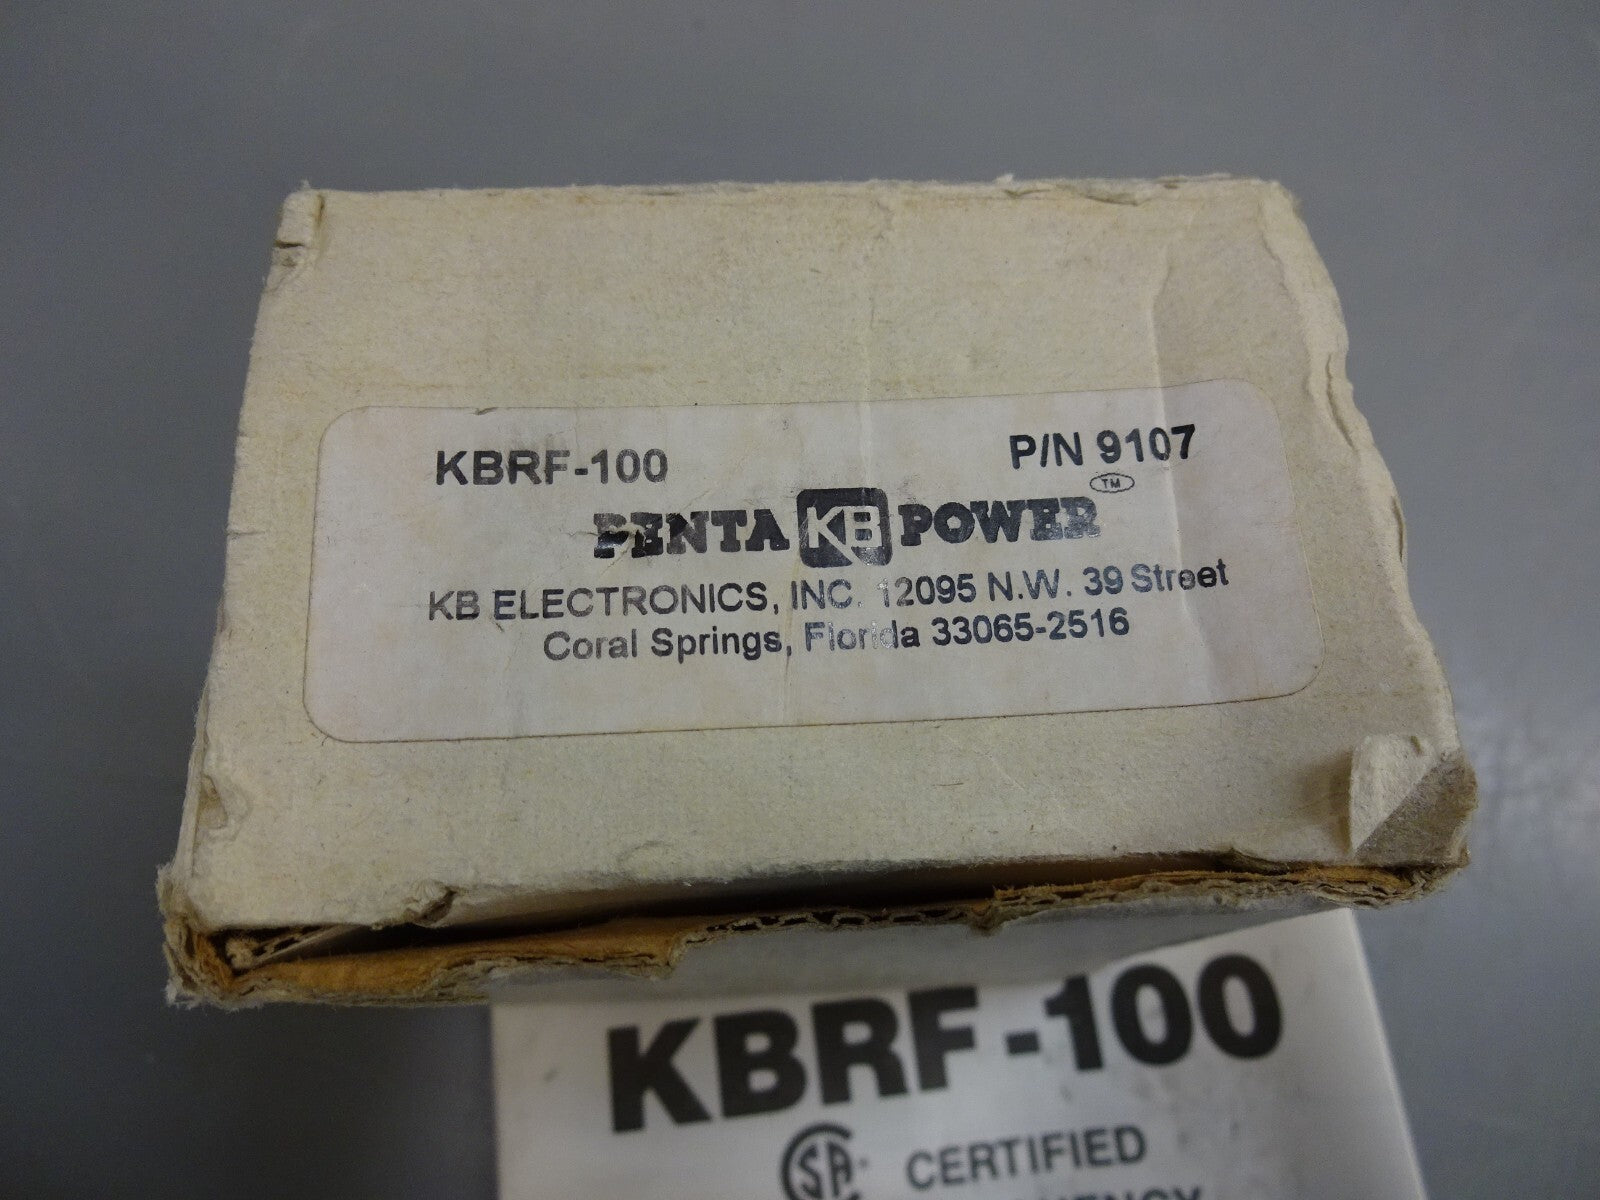 KBRF-100 P/N 9107
PENTA KB POWER TM
KB ELECTRONICS, INC. 12095 N.W. 39 Street
Coral Springs, Florida 33065-2516
KBRF-100
SA CERTIFIED